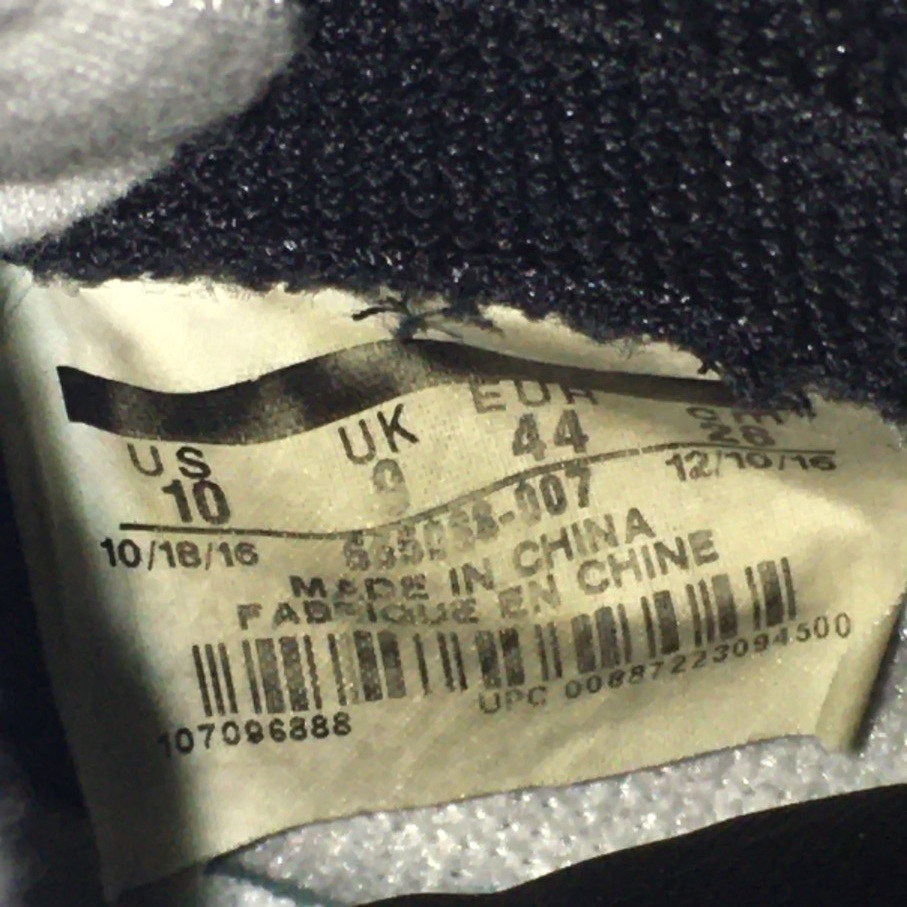 US UK EUR
10 9 44 28
10/18/16 12/10/16
MADE IN CHINA
FABRIQUE EN CHINE
107096888 UPC 00887223094500